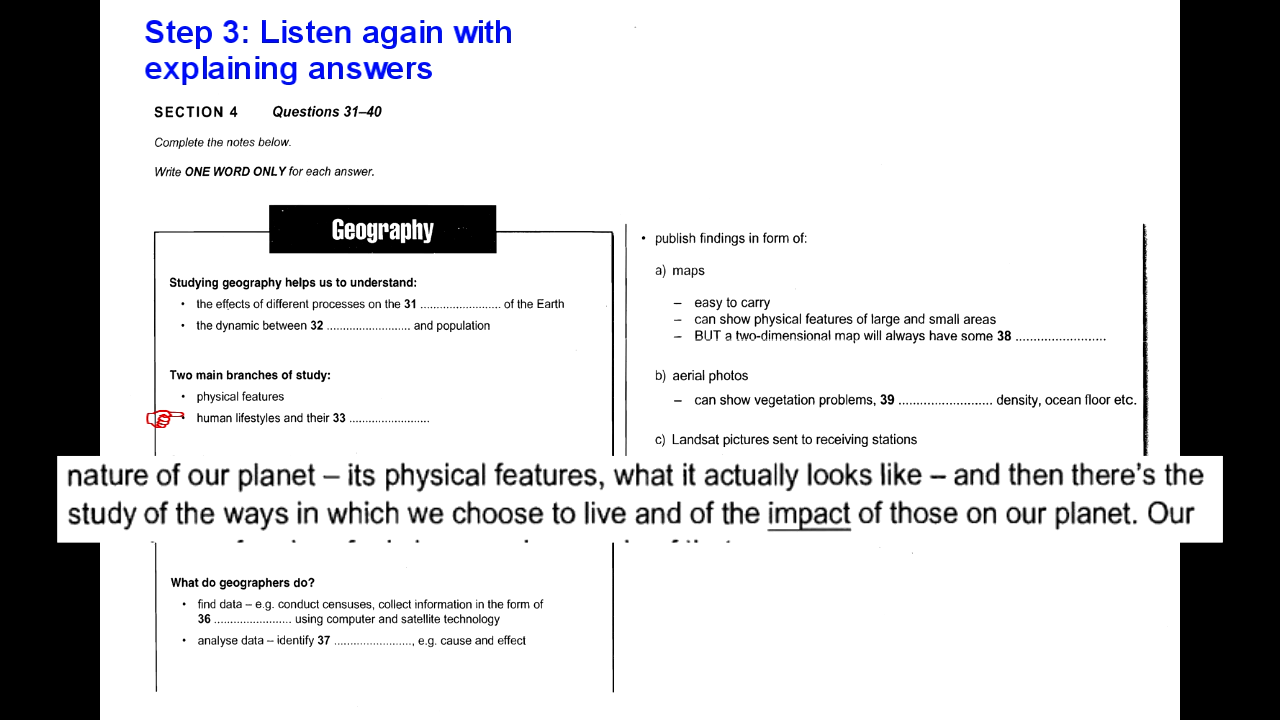 Step 3: Listen again with
explaining answers
SECTION 4 Questions 31–40
Complete the notes below.
Write ONE WORD ONLY for each answer.
Geography
Studying geography helps us to understand:
• the effects of different processes on the 31 ........................ of the Earth
• the dynamic between 32 ......................... and population
Two main branches of study:
• physical features
• human lifestyles and their 33 ........................
nature of our planet – its physical features, what it actually looks like – and then there's the
study of the ways in which we choose to live and of the impact of those on our planet. Our
What do geographers do?
• find data – e.g. conduct censuses, collect information in the form of
36 ....................... using computer and satellite technology
• analyse data – identify 37 ......................., e.g. cause and effect
• publish findings in form of:
a) maps
– easy to carry
– can show physical features of large and small areas
– BUT a two-dimensional map will always have some 38 ........................
b) aerial photos
– can show vegetation problems, 39 ......................... density, ocean floor etc.
c) Landsat pictures sent to receiving stations